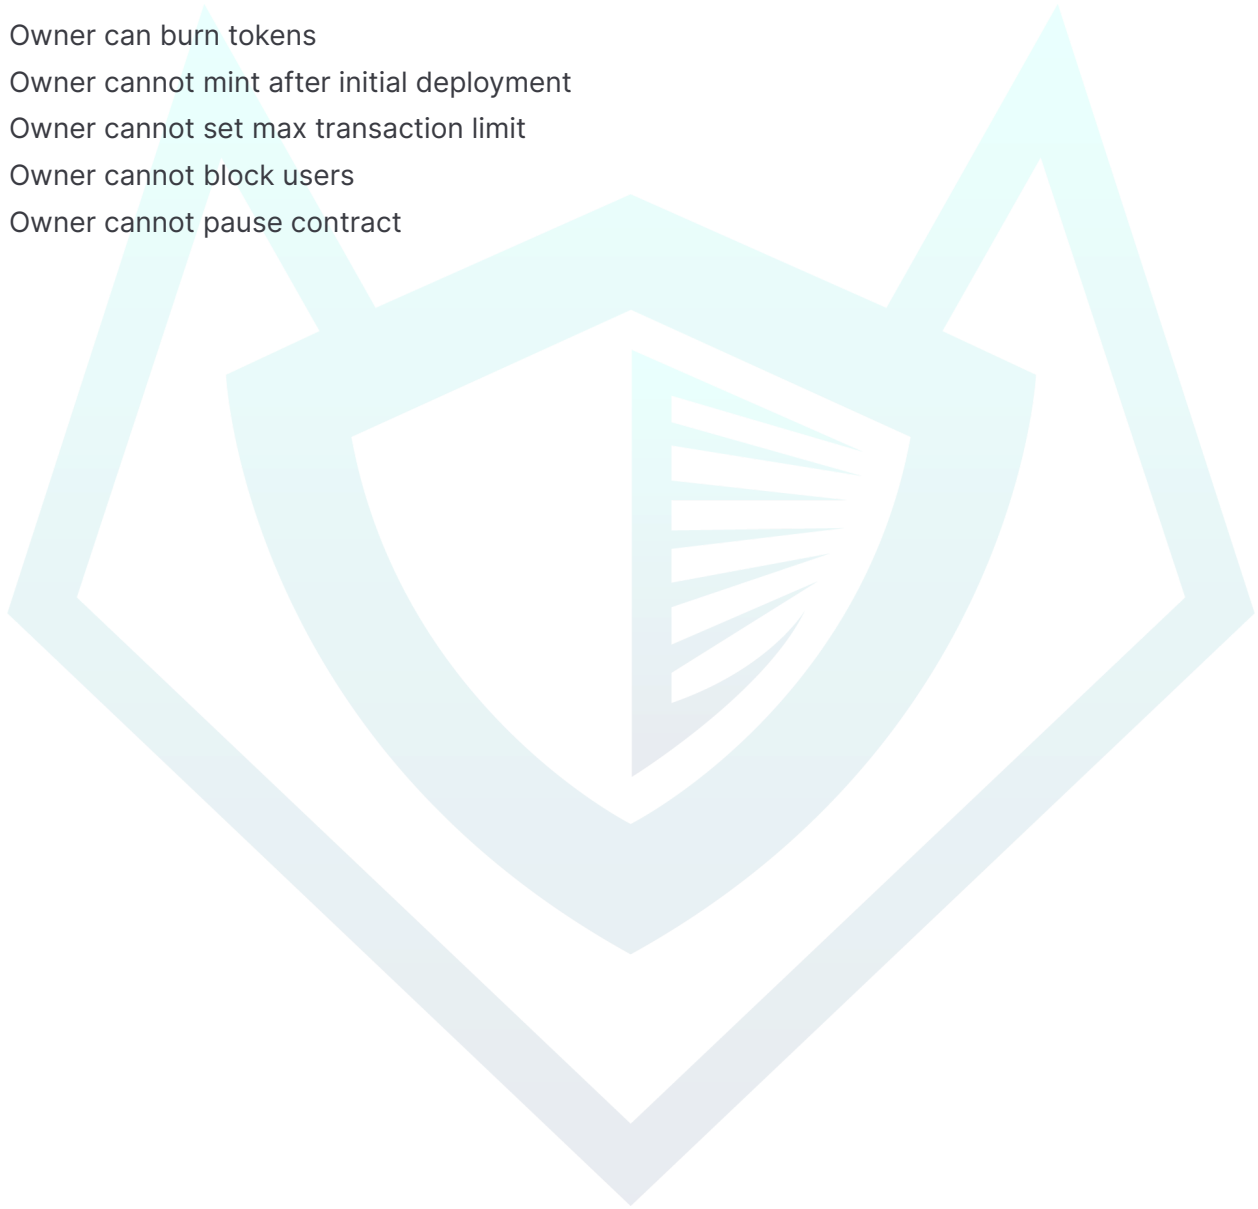 Owner can burn tokens
Owner cannot mint after initial deployment
Owner cannot set max transaction limit
Owner cannot block users
Owner cannot pause contract